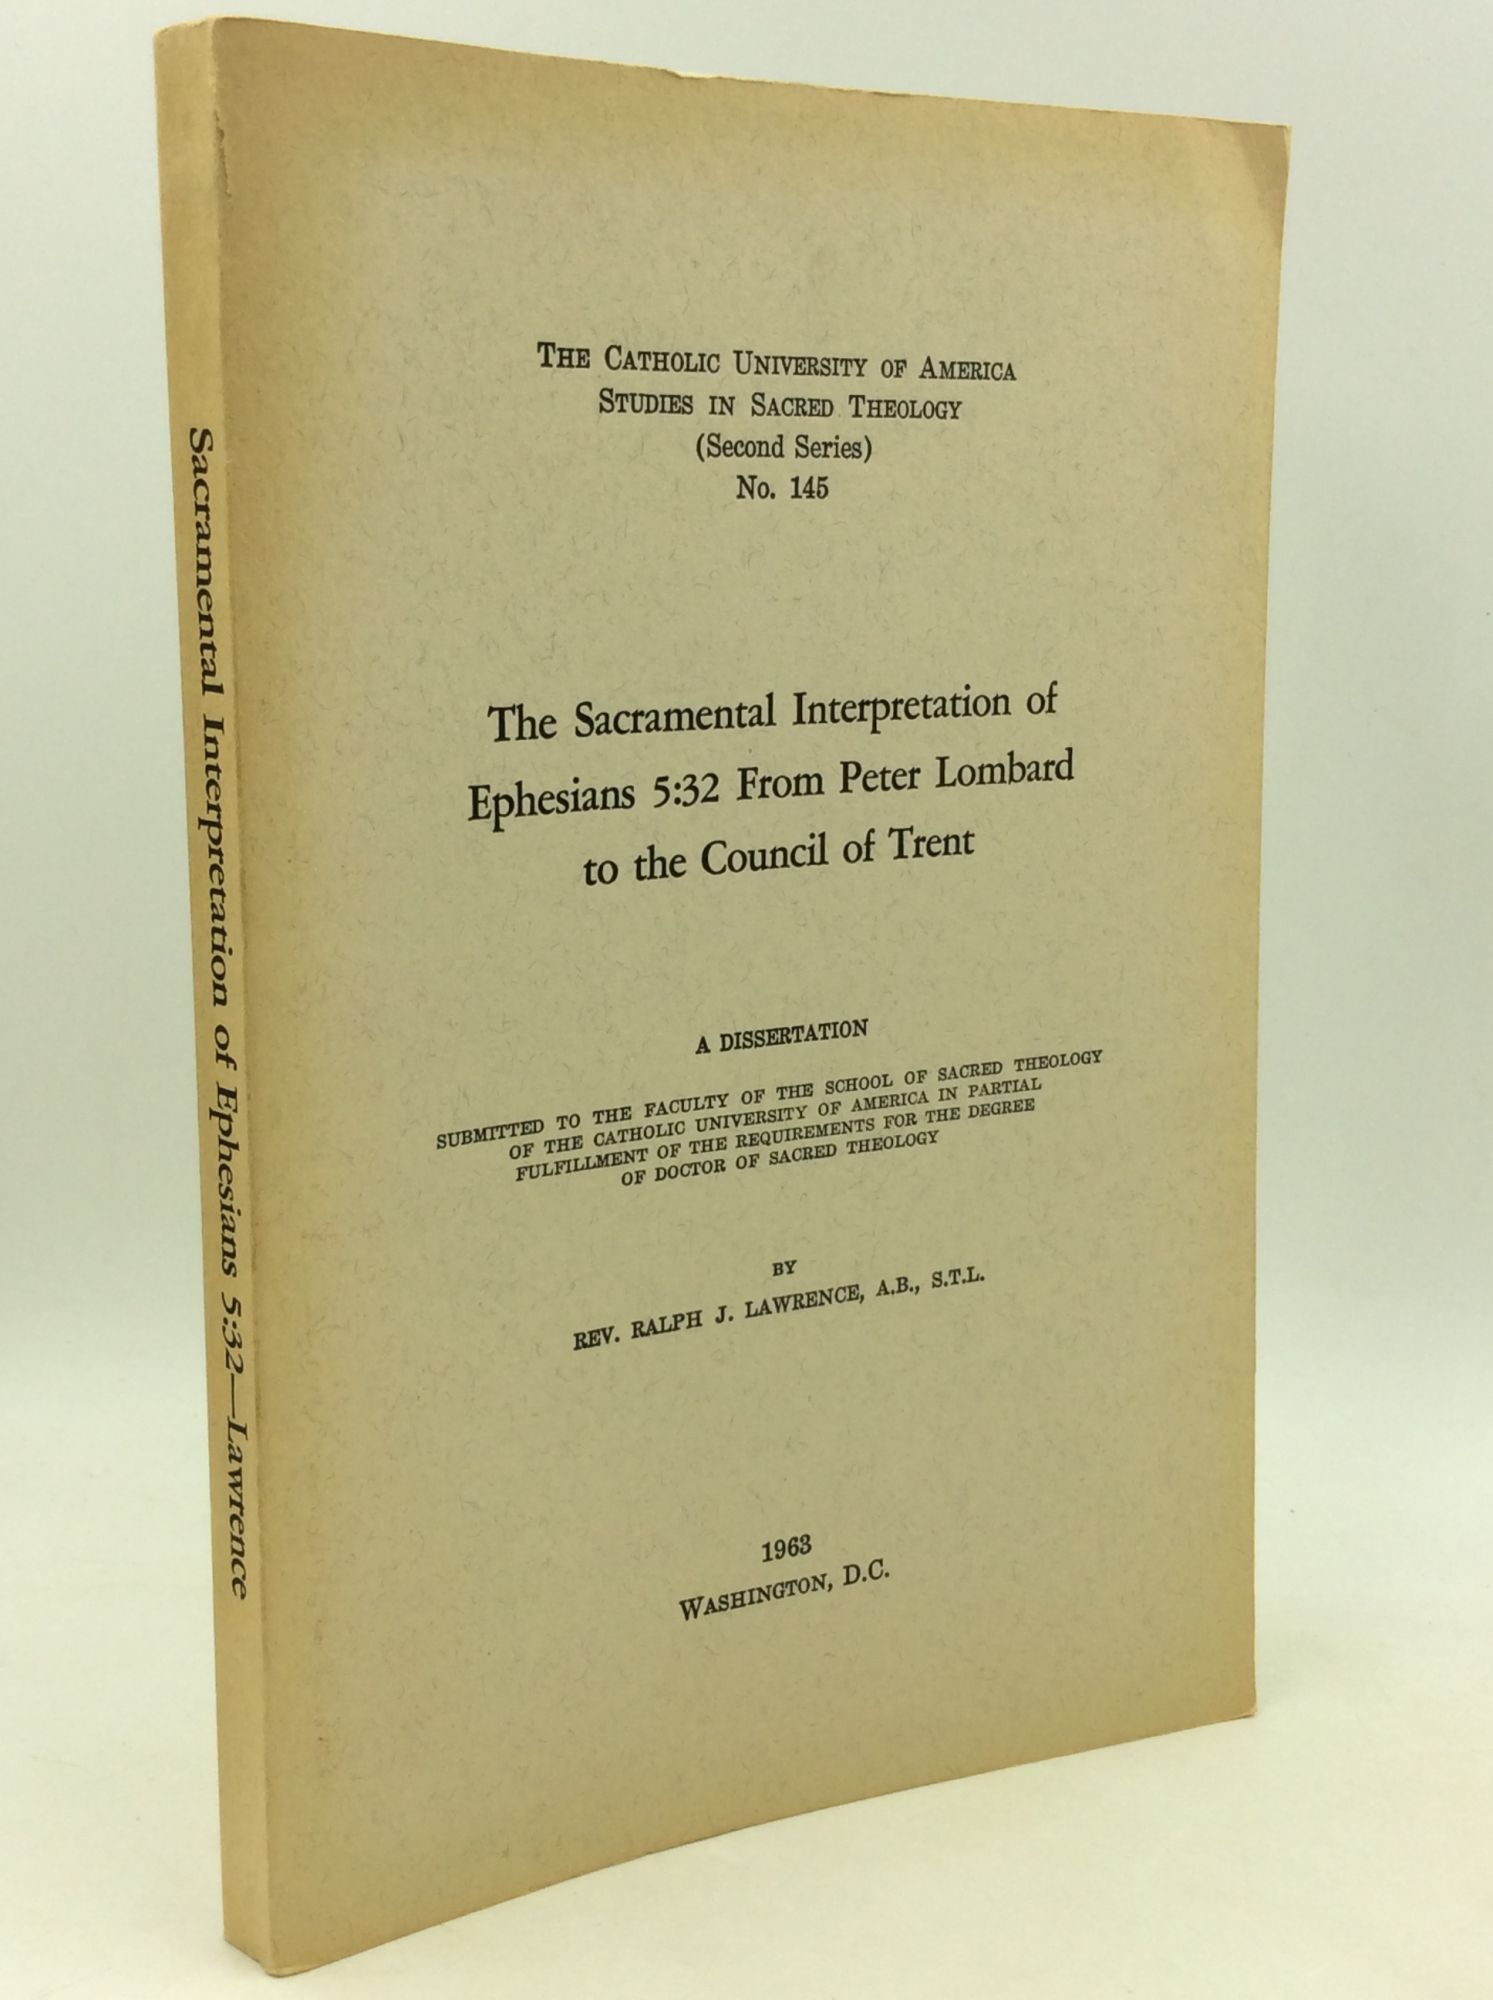 Sacramental Interpretation of Ephesians 5:32—Lawrence
THE CATHOLIC UNIVERSITY OF AMERICA
STUDIES IN SACRED THEOLOGY
(Second Series)
No. 145
The Sacramental Interpretation of
Ephesians 5:32 From Peter Lombard
to the Council of Trent
A DISSERTATION
SUBMITTED TO THE FACULTY OF THE SCHOOL OF SACRED THEOLOGY
OF THE CATHOLIC UNIVERSITY OF AMERICA IN PARTIAL
FULFILLMENT OF THE REQUIREMENTS FOR THE DEGREE
OF DOCTOR OF SACRED THEOLOGY
BY
REV. RALPH J. LAWRENCE, A.B., S.T.L.
1963
WASHINGTON, D.C.